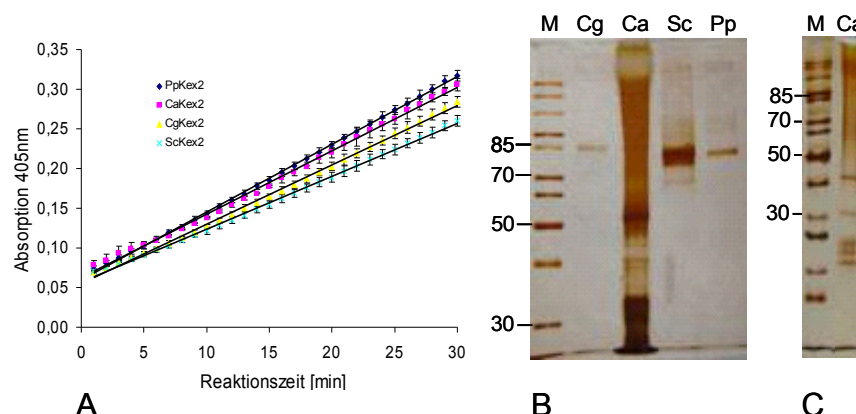 0,35
0,30
0,25
0,20
0,15
0,10
0,05
0,00
Absorption 405nm
PpKex2
CaKex2
CgKex2
ScKex2
0 5 10 15 20 25 30
Reaktionszeit [min]
A
M Cg Ca Sc Pp
85
70
50
30
B
M Ca
85
70
50
30
C